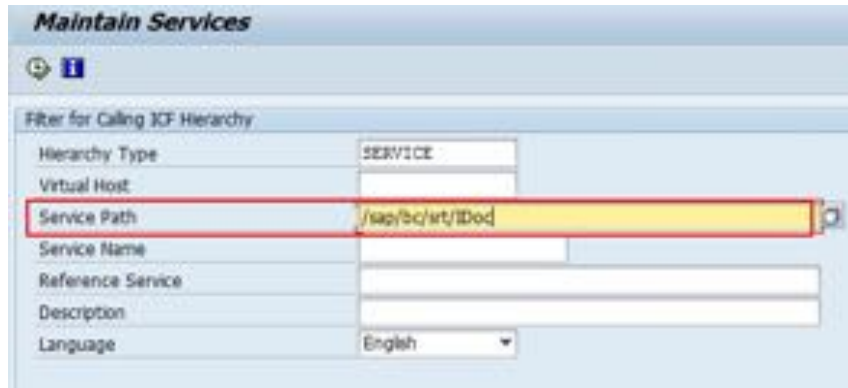 Maintain Services
Filter for Calling ICF Hierarchy
Hierarchy Type SERVICE
Virtual Host
Service Path /sap/bc/srt/IDoc
Service Name
Reference Service
Description
Language English